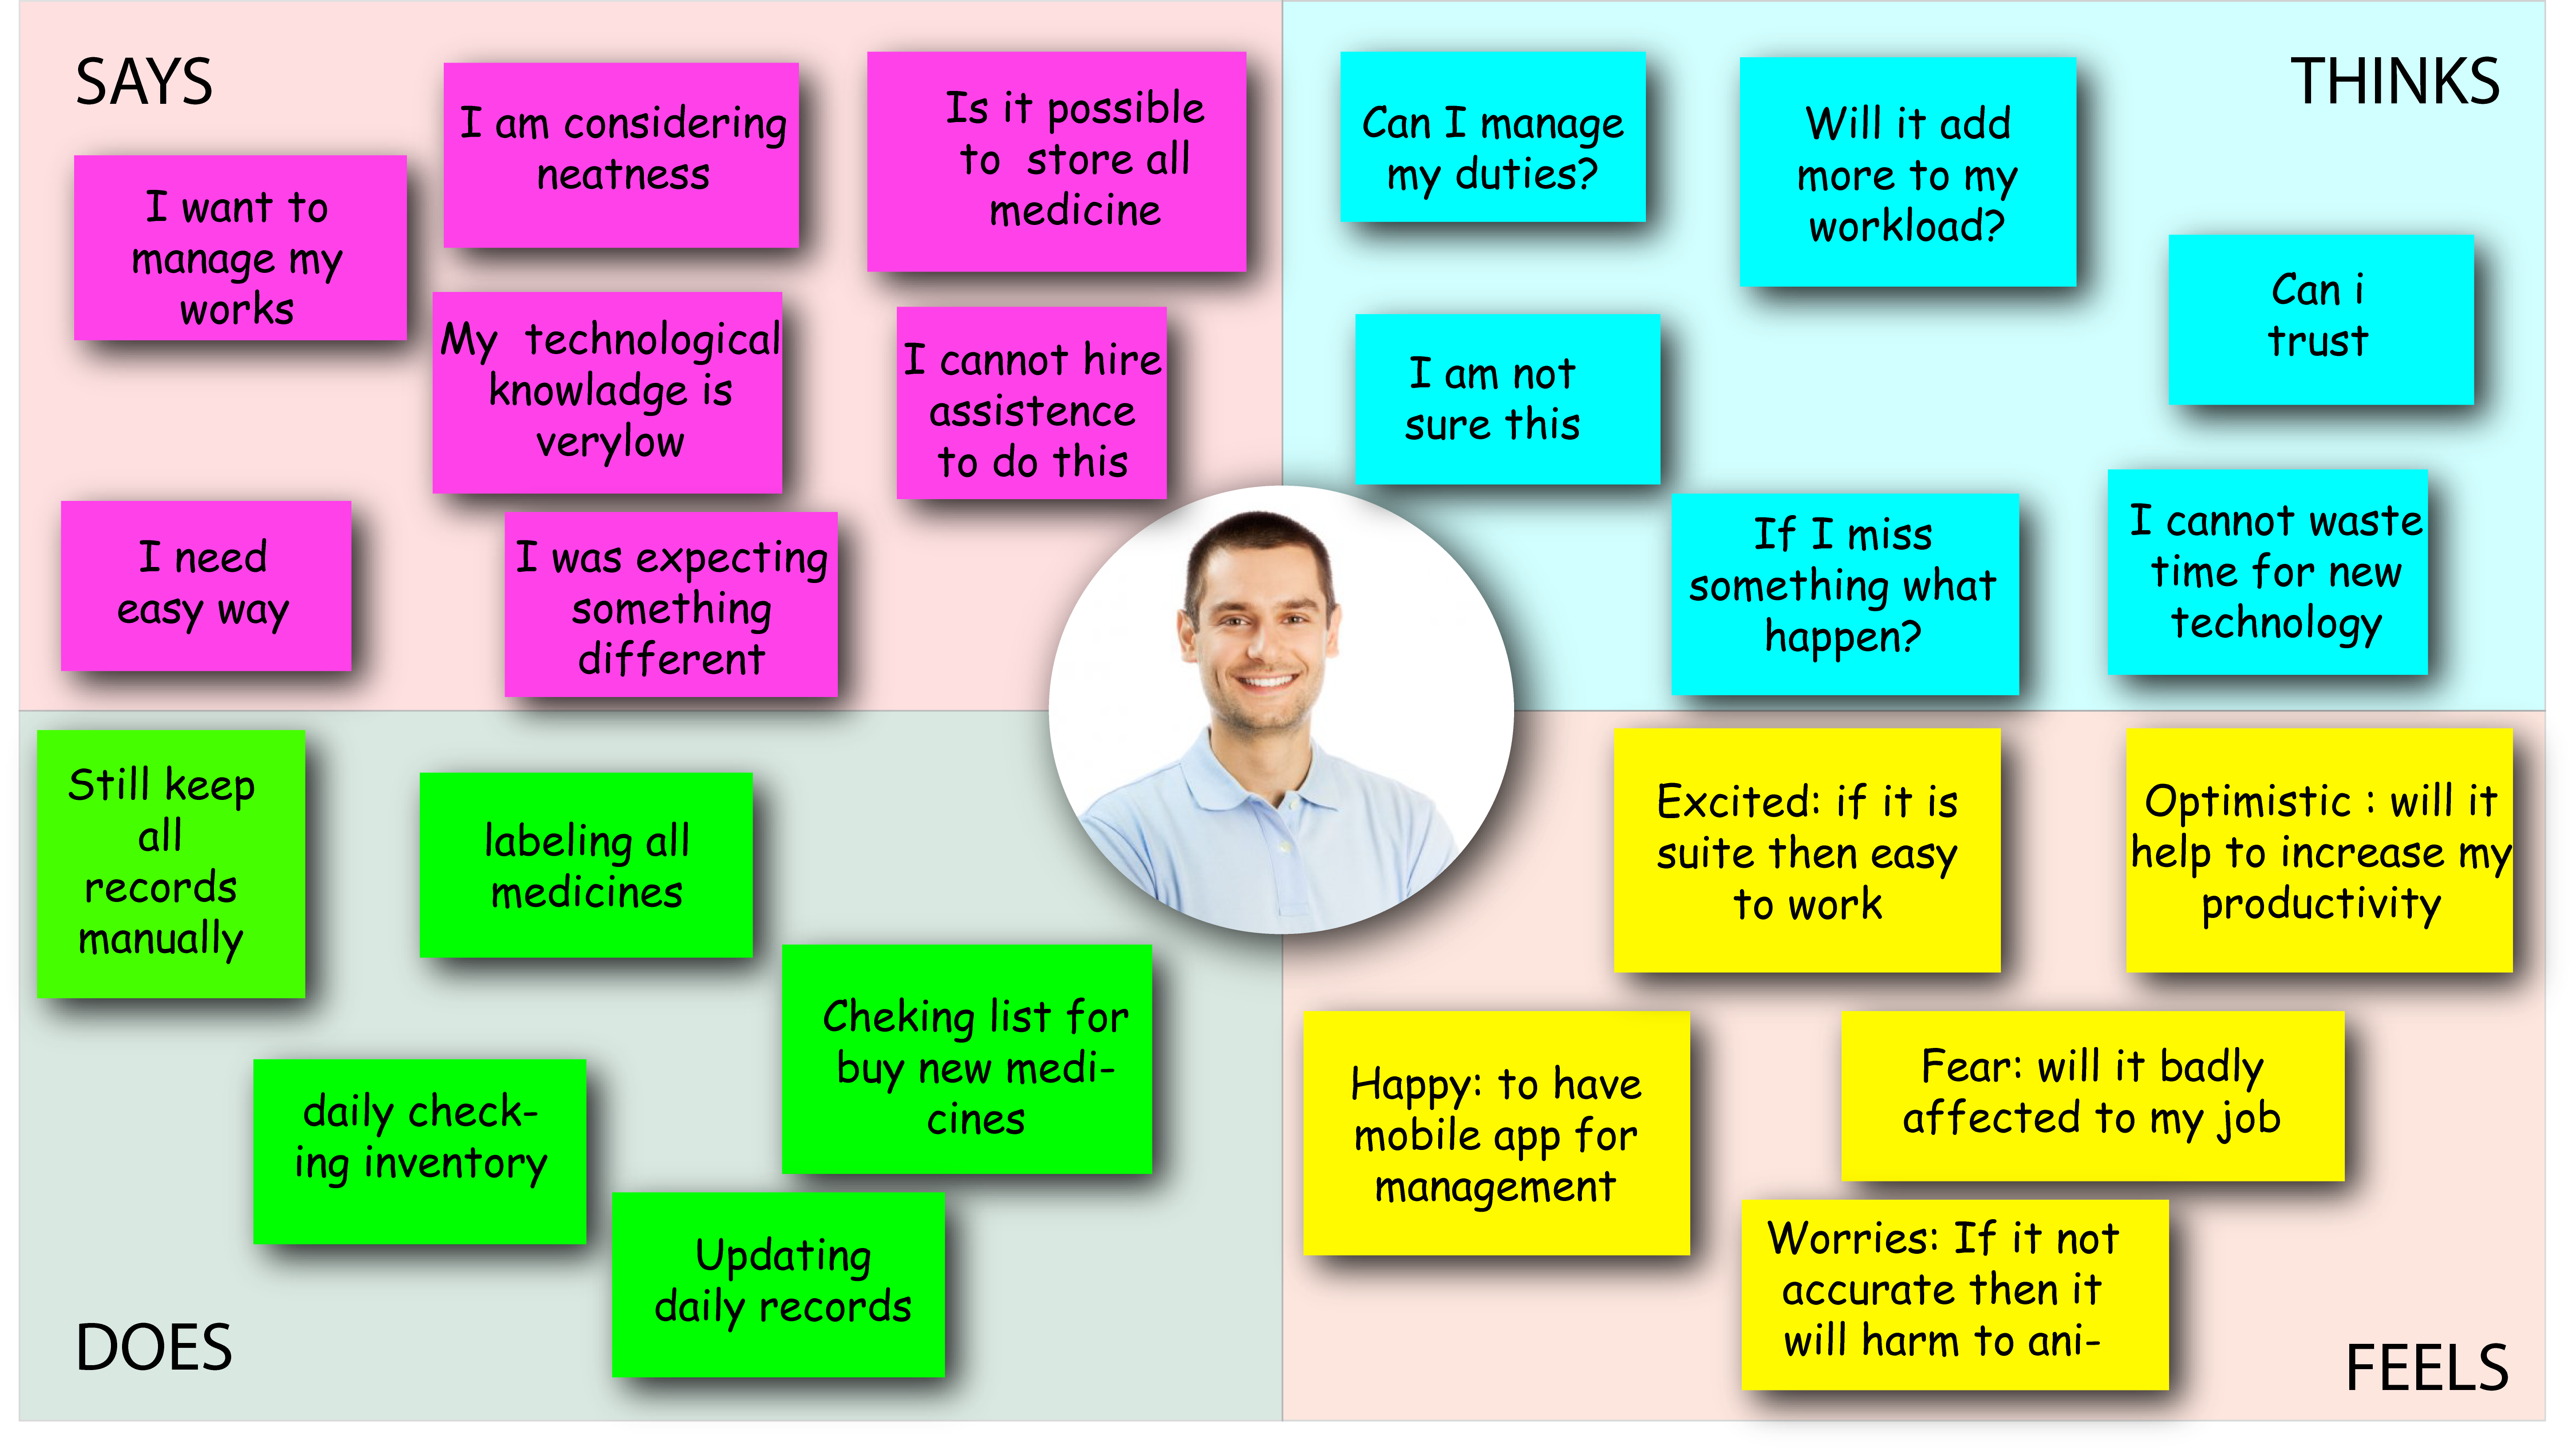 SAYS
I want to
manage my
works
I am considering
neatness
Is it possible
to store all
medicine
My technological
knowladge is
verylow
I cannot hire
assistence
to do this
I need
easy way
I was expecting
something
different
THINKS
Can I manage
my duties?
Will it add
more to my
workload?
Can i
trust
I am not
sure this
If I miss
something what
happen?
I cannot waste
time for new
technology
Still keep
all
records
manually
labeling all
medicines
Cheking list for
buy new medi-
cines
daily check-
ing inventory
Updating
daily records
DOES
Excited: if it is
suite then easy
to work
Optimistic : will it
help to increase my
productivity
Happy: to have
mobile app for
management
Fear: will it badly
affected to my job
Worries: If it not
accurate then it
will harm to ani-
FEELS